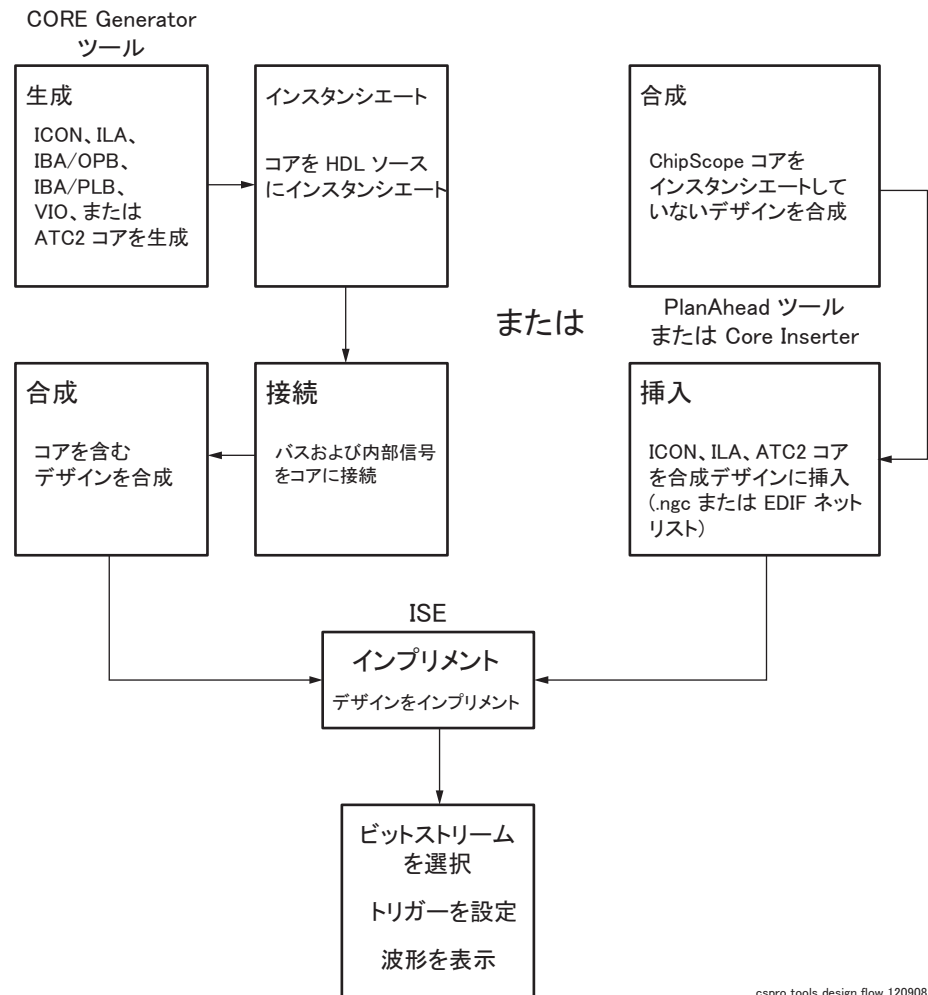 CORE Generator
ツール
生成
ICON、ILA、
IBA/OPB、
IBA/PLB、
VIO、または
ATC2 コアを生成
インスタンシエート
コアを HDL ソース
にインスタンシエート
合成
ChipScope コアを
インスタンシエートして
いないデザインを合成
または
PlanAhead ツール
または Core Inserter
合成
コアを含む
デザインを合成
接続
バスおよび内部信号
をコアに接続
挿入
ICON、ILA、ATC2 コア
を合成デザインに挿入
(.ngc または EDIF ネット
リスト)
ISE
インプリメント
デザインをインプリメント
ビットストリーム
を選択
トリガーを設定
波形を表示
cspro_tools_design_flow_120908